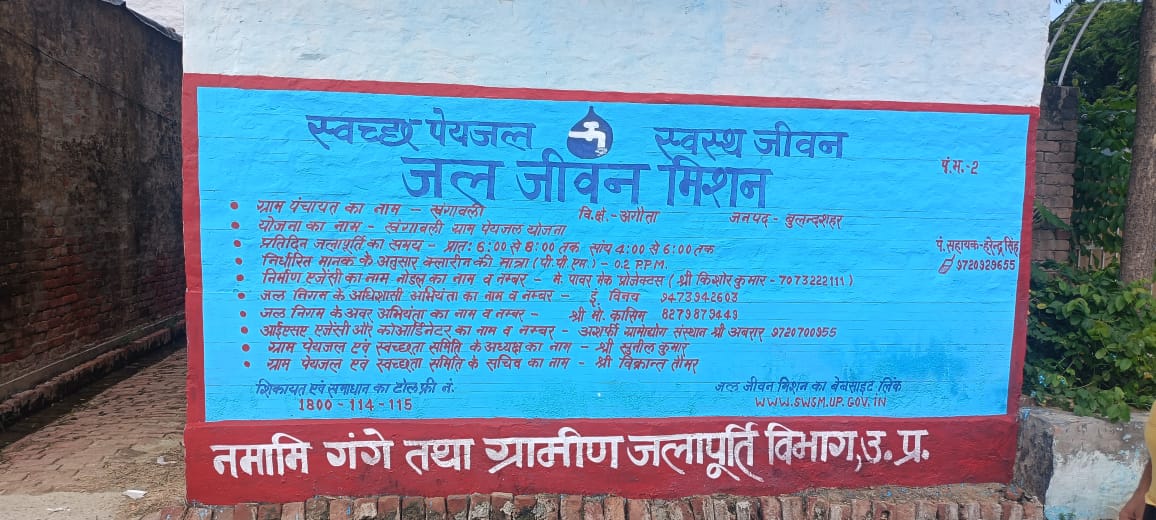 स्वच्छ पेयजल स्वस्थ जीवन
जल जीवन मिशन
पं.भ.-2
• ग्राम पंचायत का नाम – खंगावली वि.क्षे.-अगौता जनपद - बुलन्दशहर
• योजना का नाम - खंगावली ग्राम पेयजल योजना
• प्रतिदिन जलापूर्ति का समय - प्रातः 6:00 से 8:00 तक सांय 4:00 से 6:00 तक
पं.सहायक-हरेन्द्र सिंह
9720929655
• निर्धारित मानक के अनुसार क्लोरीन की मात्रा (पी.पी.एम.) - 0.2 P.P.M.
• निर्माण एजेंसी का नाम, नोडल का नाम व नम्बर - मै. पावर मेक प्रोजेक्टस (श्री किशोर कुमार - 7073222111)
• जल निगम के अधिशासी अभियंता का नाम व नम्बर - इं. विनय 9473942603
• जल निगम के अवर अभियंता का नाम व नम्बर - श्री मो. कासिम 8279879449
• आईएसए एजेंसी और कोआर्डिनेटर का नाम व नम्बर - अशर्फी ग्रामोद्योग संस्थान श्री अबरार 9720700955
• ग्राम पेयजल एवं स्वच्छता समिति के अध्यक्ष का नाम - श्री सुनील कुमार
• ग्राम पेयजल एवं स्वच्छता समिति के सचिव का नाम - श्री विक्रान्त तौमर
शिकायत एवं समाधान का टोल फ्री नं. जल जीवन मिशन का बेबसाइट लिंक
1800-114-115 WWW.SWSM.UP.GOV.IN
नमामि गंगे तथा ग्रामीण जलापूर्ति विभाग,उ.प्र.